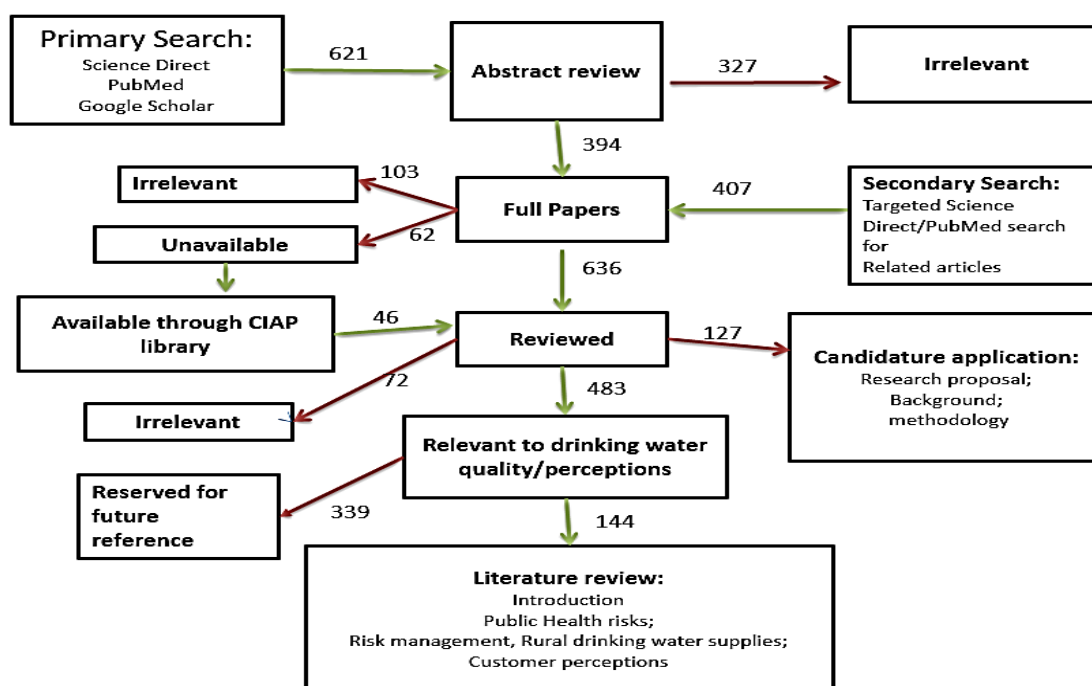 Primary Search:
Science Direct
PubMed
Google Scholar
621
Abstract review
327
Irrelevant
394
103
Irrelevant
Full Papers
407
Secondary Search:
Targeted Science
Direct/PubMed search
for
Related articles
62
Unavailable
636
Available through CIAP
library
46
Reviewed
127
Candidature application:
Research proposal;
Background;
methodology
72
Irrelevant
483
Relevant to drinking water
quality/perceptions
Reserved for
future
reference
339
144
Literature review:
Introduction
Public Health risks;
Risk management, Rural drinking water supplies;
Customer perceptions